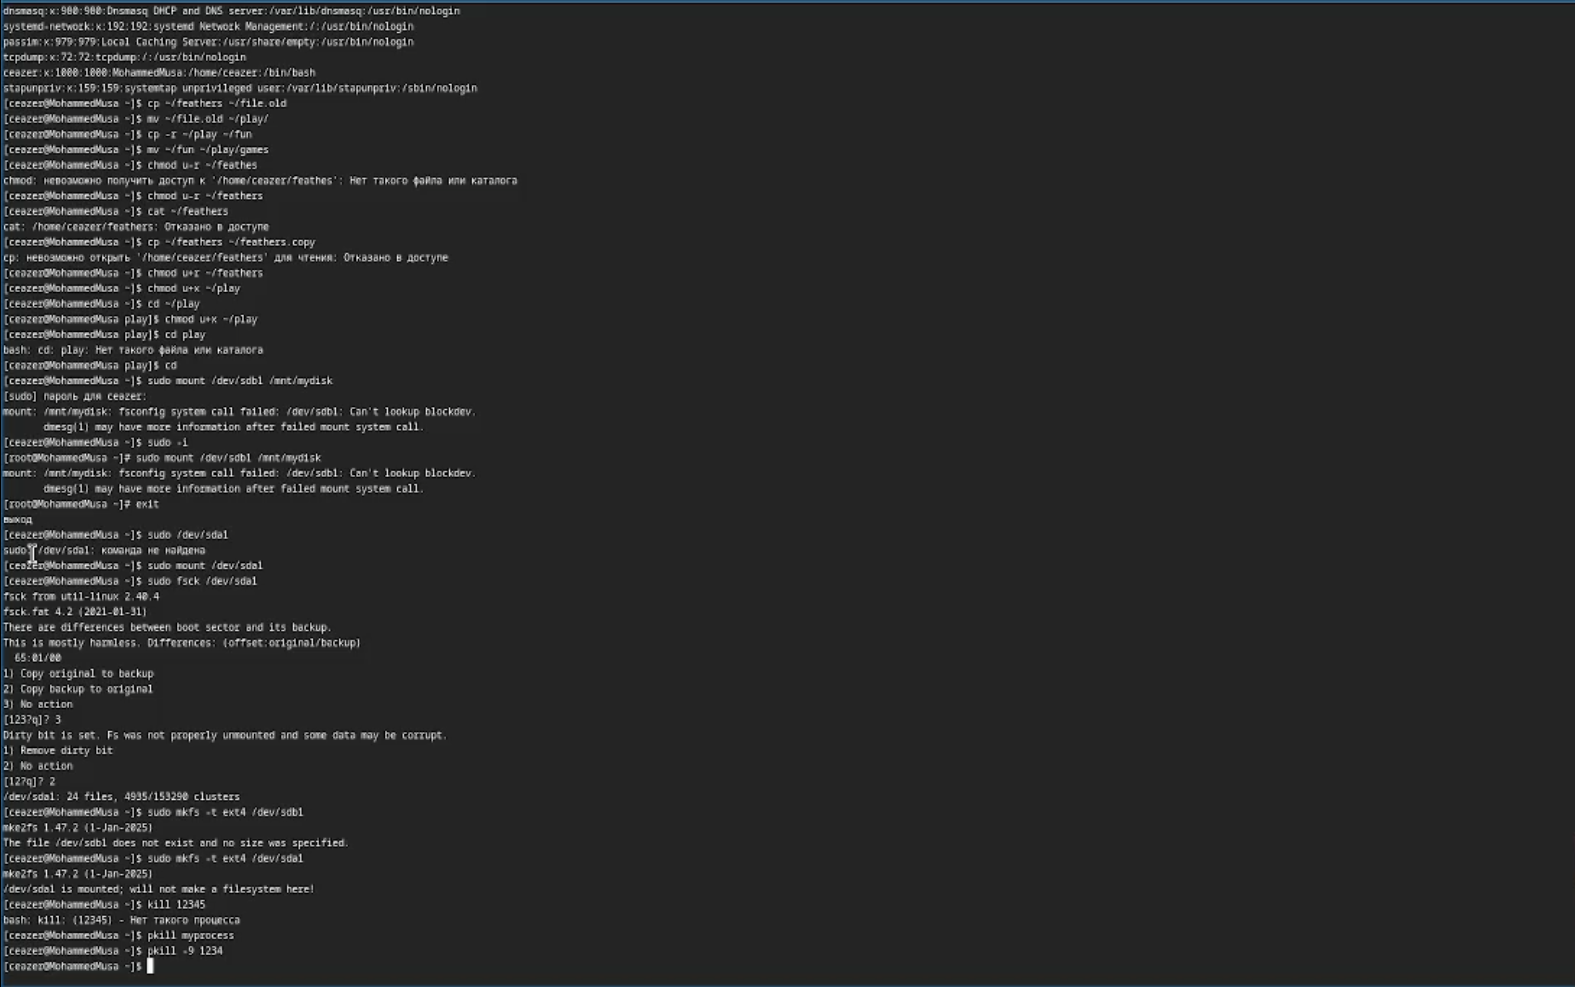 dnsmasq:x:980:980:Dnsmasq DHCP and DNS server:/var/lib/dnsmasq:/usr/bin/nologin
systemd-network:x:192:192:systemd Network Management:/:/usr/bin/nologin
passim:x:979:979:Local Caching Server:/usr/share/empty:/usr/bin/nologin
tcpdump:x:72:72:tcpdump:/:/usr/bin/nologin
ceazer:x:1000:1000:MohammedMusa:/home/ceazer:/bin/bash
stapunpriv:x:159:159:systemtap unprivileged user:/var/lib/stapunpriv:/sbin/nologin
[ceazer@MohammedMusa ~]$ cp ~/feathers ~/file.old
[ceazer@MohammedMusa ~]$ mv ~/file.old ~/play/
[ceazer@MohammedMusa ~]$ cp -r ~/play ~/fun
[ceazer@MohammedMusa ~]$ mv ~/fun ~/play/games
[ceazer@MohammedMusa ~]$ chmod u-r ~/feathes
chmod: невозможно получить доступ к '/home/ceazer/feathes': Нет такого файла или каталога
[ceazer@MohammedMusa ~]$ chmod u-r ~/feathers
[ceazer@MohammedMusa ~]$ cat ~/feathers
cat: /home/ceazer/feathers: Отказано в доступе
[ceazer@MohammedMusa ~]$ cp ~/feathers ~/feathers.copy
cp: невозможно открыть '/home/ceazer/feathers' для чтения: Отказано в доступе
[ceazer@MohammedMusa ~]$ chmod u+r ~/feathers
[ceazer@MohammedMusa ~]$ chmod u+x ~/play
[ceazer@MohammedMusa ~]$ cd ~/play
[ceazer@MohammedMusa play]$ chmod u+x ~/play
[ceazer@MohammedMusa play]$ cd play
bash: cd: play: Нет такого файла или каталога
[ceazer@MohammedMusa play]$ cd
[ceazer@MohammedMusa ~]$ sudo mount /dev/sdb1 /mnt/mydisk
[sudo] пароль для ceazer:
mount: /mnt/mydisk: fsconfig system call failed: /dev/sdb1: Can't lookup blockdev.
dmesg(1) may have more information after failed mount system call.
[ceazer@MohammedMusa ~]$ sudo -i
[root@MohammedMusa ~]# sudo mount /dev/sdb1 /mnt/mydisk
mount: /mnt/mydisk: fsconfig system call failed: /dev/sdb1: Can't lookup blockdev.
dmesg(1) may have more information after failed mount system call.
[root@MohammedMusa ~]# exit
выход
[ceazer@MohammedMusa ~]$ sudo /dev/sda1
sudo: /dev/sda1: команда не найдена
[ceazer@MohammedMusa ~]$ sudo mount /dev/sda1
[ceazer@MohammedMusa ~]$ sudo fsck /dev/sda1
fsck from util-linux 2.40.4
fsck.fat 4.2 (2021-01-31)
There are differences between boot sector and its backup.
This is mostly harmless. Differences: (offset:original/backup)
65:01/00
1) Copy original to backup
2) Copy backup to original
3) No action
[123?q]? 3
Dirty bit is set. Fs was not properly unmounted and some data may be corrupt.
1) Remove dirty bit
2) No action
[12?q]? 2
/dev/sda1: 24 files, 4935/153290 clusters
[ceazer@MohammedMusa ~]$ sudo mkfs -t ext4 /dev/sdb1
mke2fs 1.47.2 (1-Jan-2025)
The file /dev/sdb1 does not exist and no size was specified.
[ceazer@MohammedMusa ~]$ sudo mkfs -t ext4 /dev/sda1
mke2fs 1.47.2 (1-Jan-2025)
/dev/sda1 is mounted; will not make a filesystem here!
[ceazer@MohammedMusa ~]$ kill 12345
bash: kill: (12345) - Нет такого процесса
[ceazer@MohammedMusa ~]$ pkill myprocess
[ceazer@MohammedMusa ~]$ pkill -9 1234
[ceazer@MohammedMusa ~]$